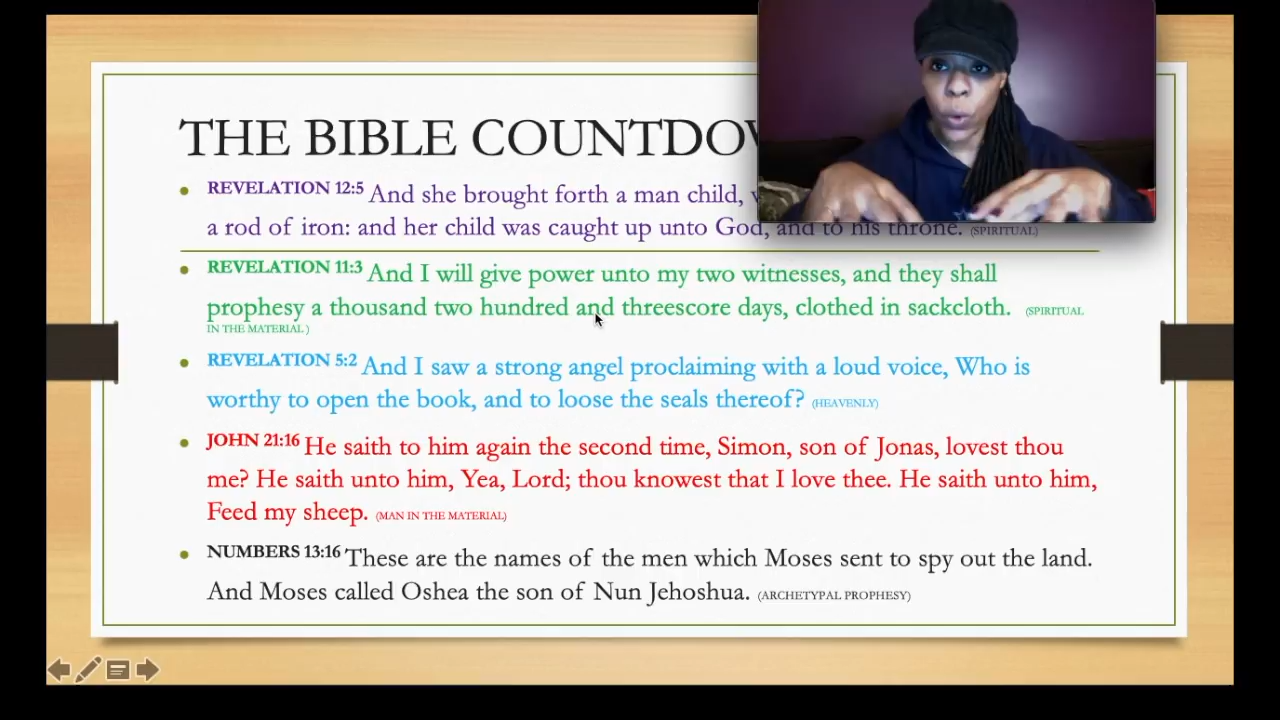 THE BIBLE COUNTDOW
REVELATION 12:5 And she brought forth a man child,
a rod of iron: and her child was caught up unto God, and to his throne. (SPIRITUAL)
REVELATION 11:3 And I will give power unto my two witnesses, and they shall
prophesy a thousand two hundred and threescore days, clothed in sackcloth. (SPIRITUAL
IN THE MATERIAL )
REVELATION 5:2 And I saw a strong angel proclaiming with a loud voice, Who is
worthy to open the book, and to loose the seals thereof? (HEAVENLY)
JOHN 21:16 He saith to him again the second time, Simon, son of Jonas, lovest thou
me? He saith unto him, Yea, Lord; thou knowest that I love thee. He saith unto him,
Feed my sheep. (MAN IN THE MATERIAL)
NUMBERS 13:16 These are the names of the men which Moses sent to spy out the land.
And Moses called Oshea the son of Nun Jehoshua. (ARCHETYPAL PROPHESY)